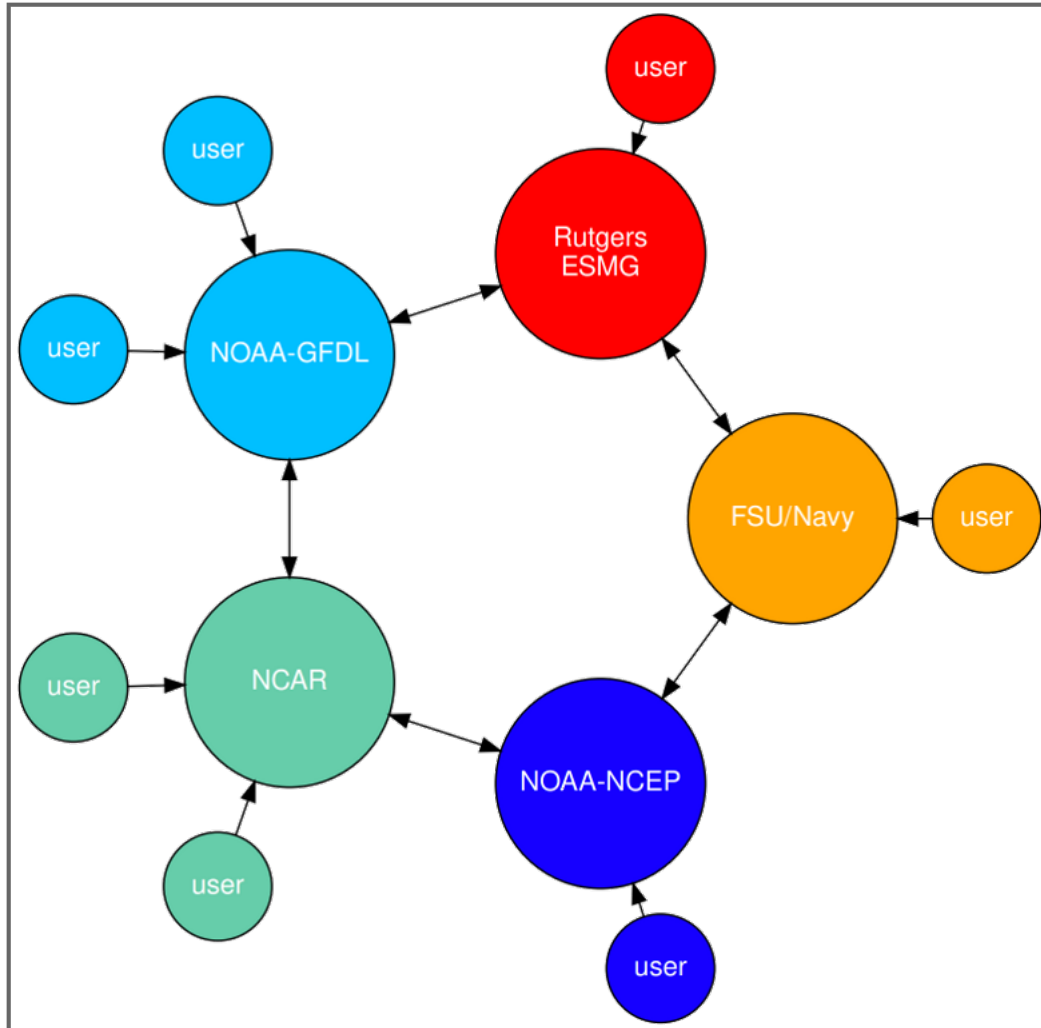 user
user
Rutgers
ESMG
user
NOAA-GFDL
FSU/Navy
user
user
NCAR
NOAA-NCEP
user
user